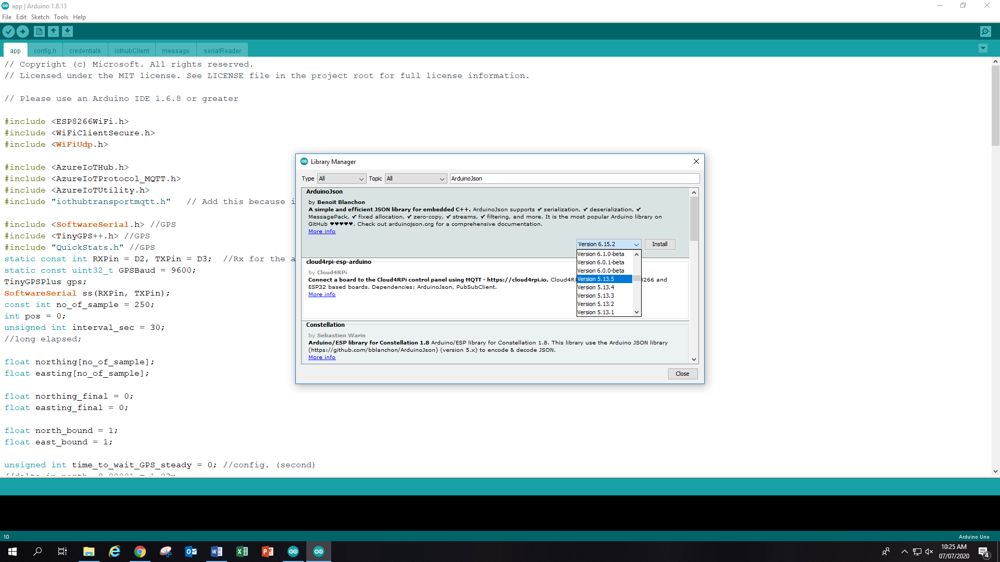 app | Arduino 1.8.13
File Edit Sketch Tools Help
app config.h credentials iothubClient message serialReader
// Copyright (c) Microsoft. All rights reserved.
// Licensed under the MIT license. See LICENSE file in the project root for full license information.
// Please use an Arduino IDE 1.6.8 or greater
#include <ESP8266WiFi.h>
#include <WiFiClientSecure.h>
#include <WiFiUdp.h>
#include <AzureIoTHub.h>
#include <AzureIoTProtocol_MQTT.h>
#include <AzureIoTUtility.h>
#include "iothubtransportmqtt.h" // Add this because i
#include <SoftwareSerial.h> //GPS
#include <TinyGPS++.h> //GPS
#include "QuickStats.h" //GPS
static const int RXPin = D2, TXPin = D3; //Rx for the a
static const uint32_t GPSBaud = 9600;
TinyGPSPlus gps;
SoftwareSerial ss(RXPin, TXPin);
const int no_of_sample = 250;
int pos = 0;
unsigned int interval_sec = 30;
//long elapsed;
float northing[no_of_sample];
float easting[no_of_sample];
float northing_final = 0;
float easting_final = 0;
float north_bound = 1;
float east_bound = 1;
unsigned int time_to_wait_GPS_steady = 0; //config. (second)
Library Manager
Type All Topic All ArduinoJson
ArduinoJson
by Benoit Blanchon
A simple and efficient JSON library for embedded C++. ArduinoJson supports ✔ serialization, ✔ deserialization, ✔
MessagePack, ✔ fixed allocation, ✔ zero-copy, ✔ streams, ✔ filtering, and more. It is the most popular Arduino library on
GitHub ♥♥♥♥♥. Check out arduinojson.org for a comprehensive documentation.
More info
Version 6.15.2 Install
Version 6.1.0-beta
Version 6.0.1-beta
Version 6.0.0-beta
Version 5.13.5
Version 5.13.4
Version 5.13.3
Version 5.13.2
Version 5.13.1
cloud4rpi-esp-arduino
by Cloud4RPi
Connect a board to the Cloud4RPi control panel using MQTT - https://cloud4rpi.io. Cloud4RP 8266 and
ESP32 based boards. Dependencies: ArduinoJson, PubSubClient.
More info
Constellation
by Sebastien Warin
Arduino/ESP library for Constellation 1.8 Arduino/ESP library for Constellation 1.8. This library use the Arduino JSON library
(https://github.com/bblanchon/ArduinoJson) (version 5.x) to encode & decode JSON.
More info
Close
10
Arduino Uno
10:25 AM
07/07/2020
4